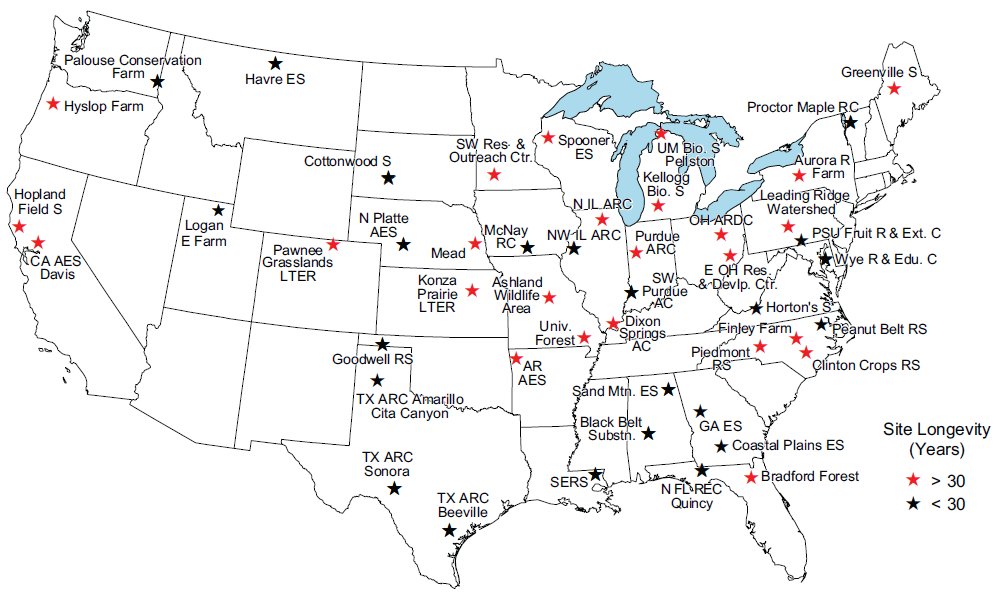 Palouse Conservation
Farm
Havre ES
Hyslop Farm
Greenville S
Proctor Maple RC
Spooner
ES
SW Res. &
Outreach Ctr.
UM Bio. S
Pellston
Cottonwood S
Kellogg
Bio. S
Aurora R
Farm
Hopland
Field S
Leading Ridge
Watershed
Logan
E Farm
N Platte
AES
N IL ARC
OH ARDC
McNay
RC
NW IL ARC
Purdue
ARC
PSU Fruit R & Ext. C
CA AES
Davis
Pawnee
Grasslands
LTER
Mead
Wye R & Edu. C
E OH Res.
& Devlp. Ctr.
Konza
Prairie
LTER
Ashland
Wildlife
Area
SW
Purdue
AC
Horton's S
Univ.
Forest
Dixon
Springs
AC
Finley Farm
Peanut Belt RS
Goodwell RS
AR
AES
Piedmont
RS
Clinton Crops RS
TX ARC Amarillo
Cita Canyon
Sand Mtn. ES
Black Belt
Substn.
GA ES
Coastal Plains ES
TX ARC
Sonora
SERS
N FL REC
Quincy
Bradford Forest
TX ARC
Beeville
Site Longevity
(Years)
> 30
< 30